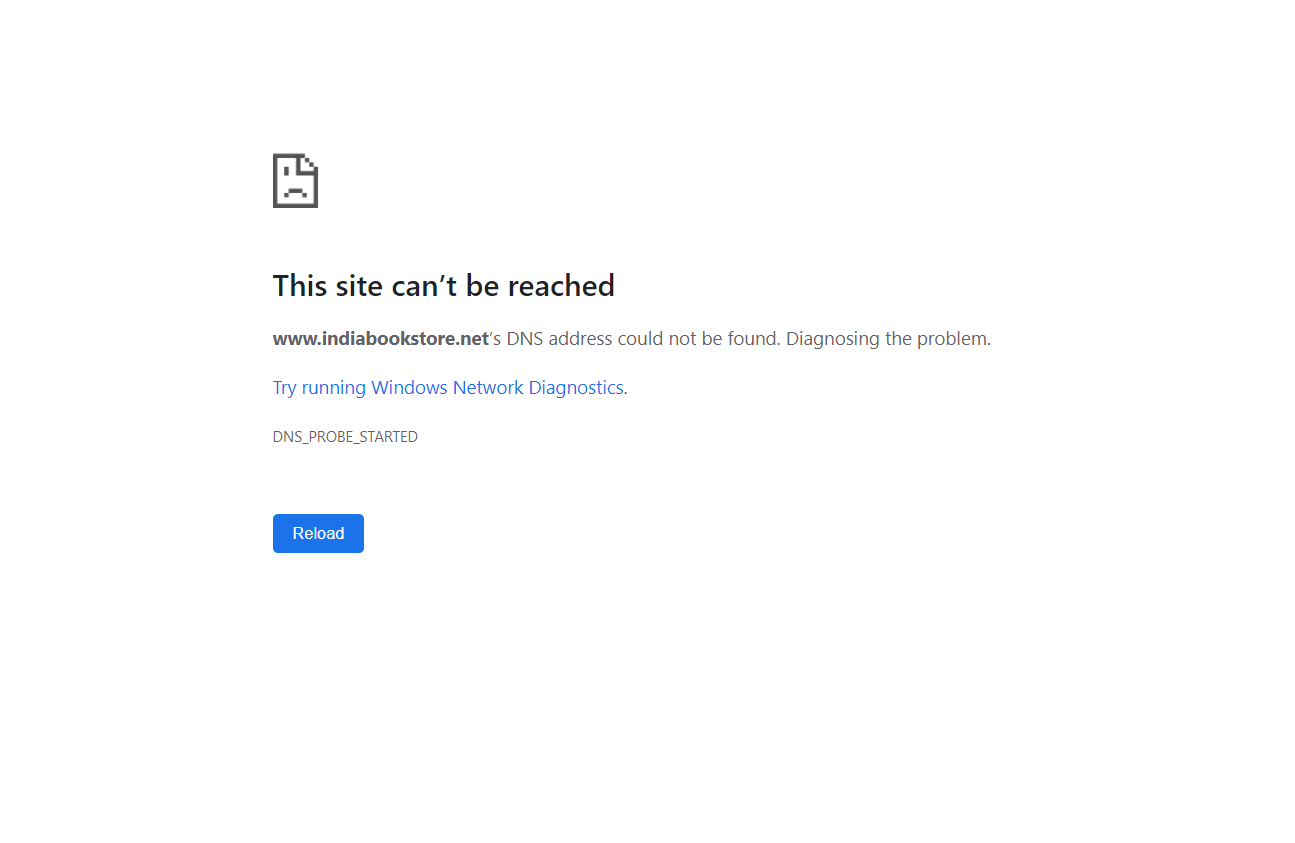 This site can’t be reached
www.indiabookstore.net’s DNS address could not be found. Diagnosing the problem.
Try running Windows Network Diagnostics.
DNS_PROBE_STARTED
Reload